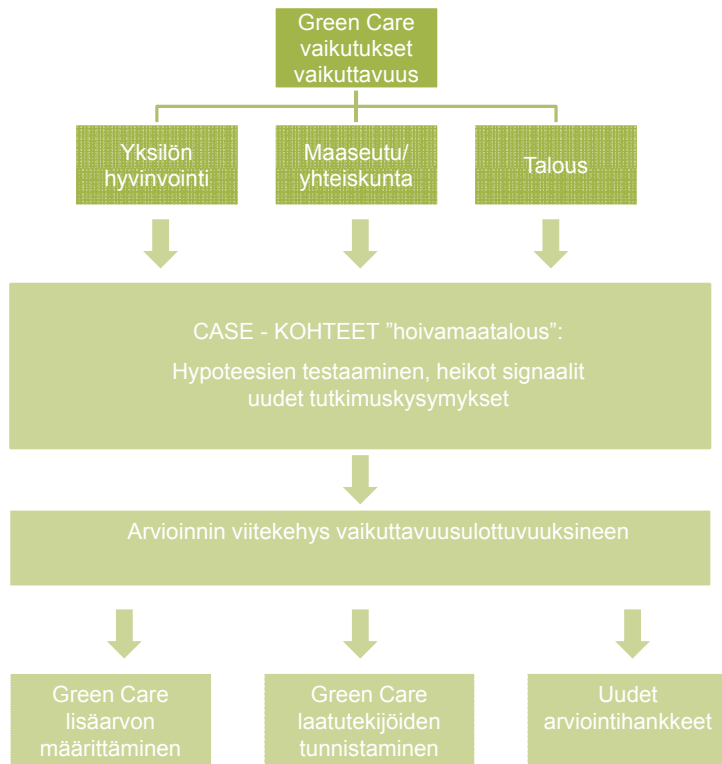 Green Care
vaikutukset
vaikuttavuus
Yksilön
hyvinvointi
Maaseutu/
yhteiskunta
Talous
CASE - KOHTEET ”hoivamaatalous”:
Hypoteesien testaaminen, heikot signaalit
uudet tutkimuskysymykset
Arvioinnin viitekehys vaikuttavuusulottuvuuksineen
Green Care
lisäarvon
määrittäminen
Green Care
laatutekijöiden
tunnistaminen
Uudet
arviointihankkeet